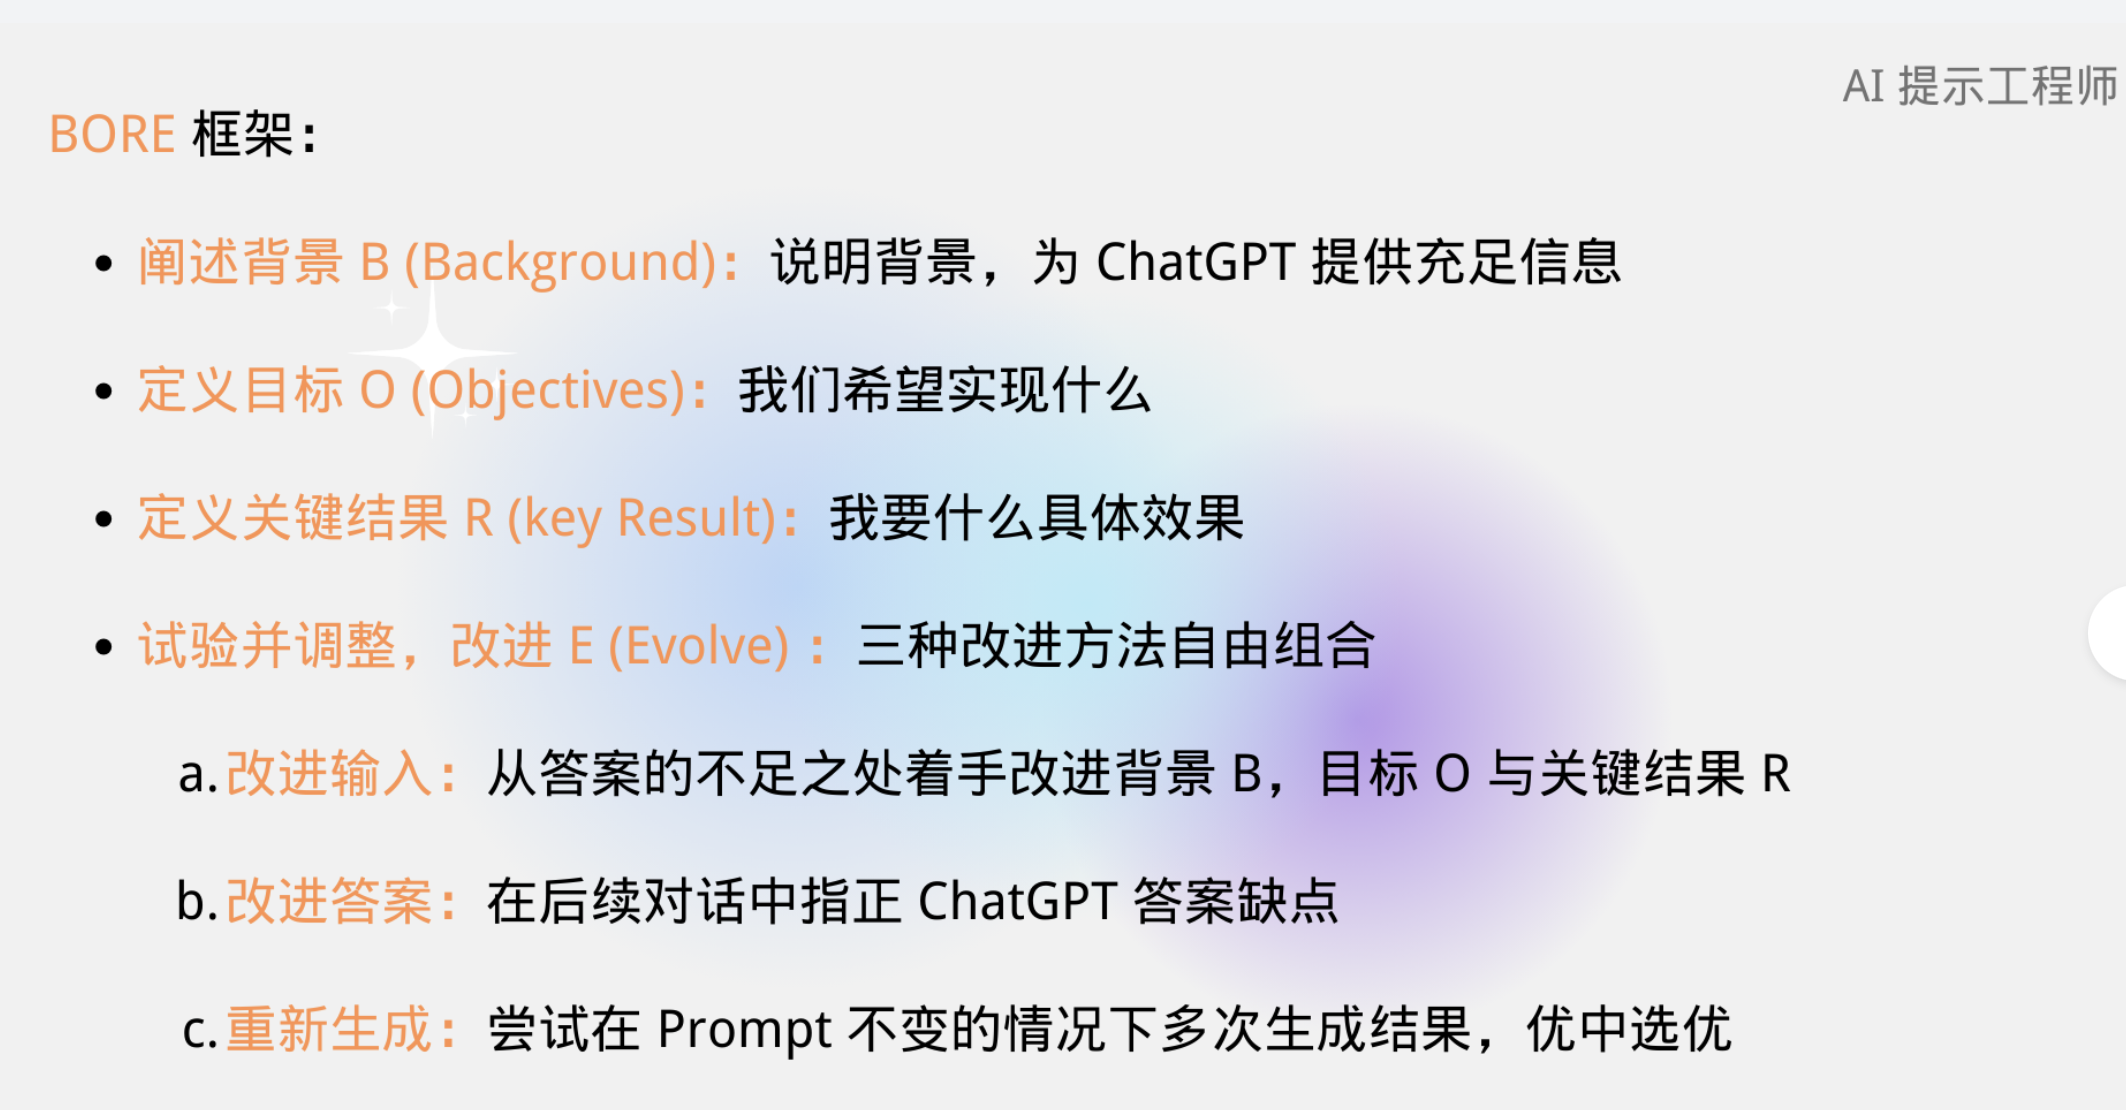 AI 提示工程师
BORE 框架：
• 阐述背景 B (Background)：说明背景，为 ChatGPT 提供充足信息
• 定义目标 O (Objectives)：我们希望实现什么
• 定义关键结果 R (key Result)：我要什么具体效果
• 试验并调整，改进 E (Evolve) ：三种改进方法自由组合
a. 改进输入：从答案的不足之处着手改进背景 B，目标 O 与关键结果 R
b. 改进答案：在后续对话中指正 ChatGPT 答案缺点
c. 重新生成：尝试在 Prompt 不变的情况下多次生成结果，优中选优